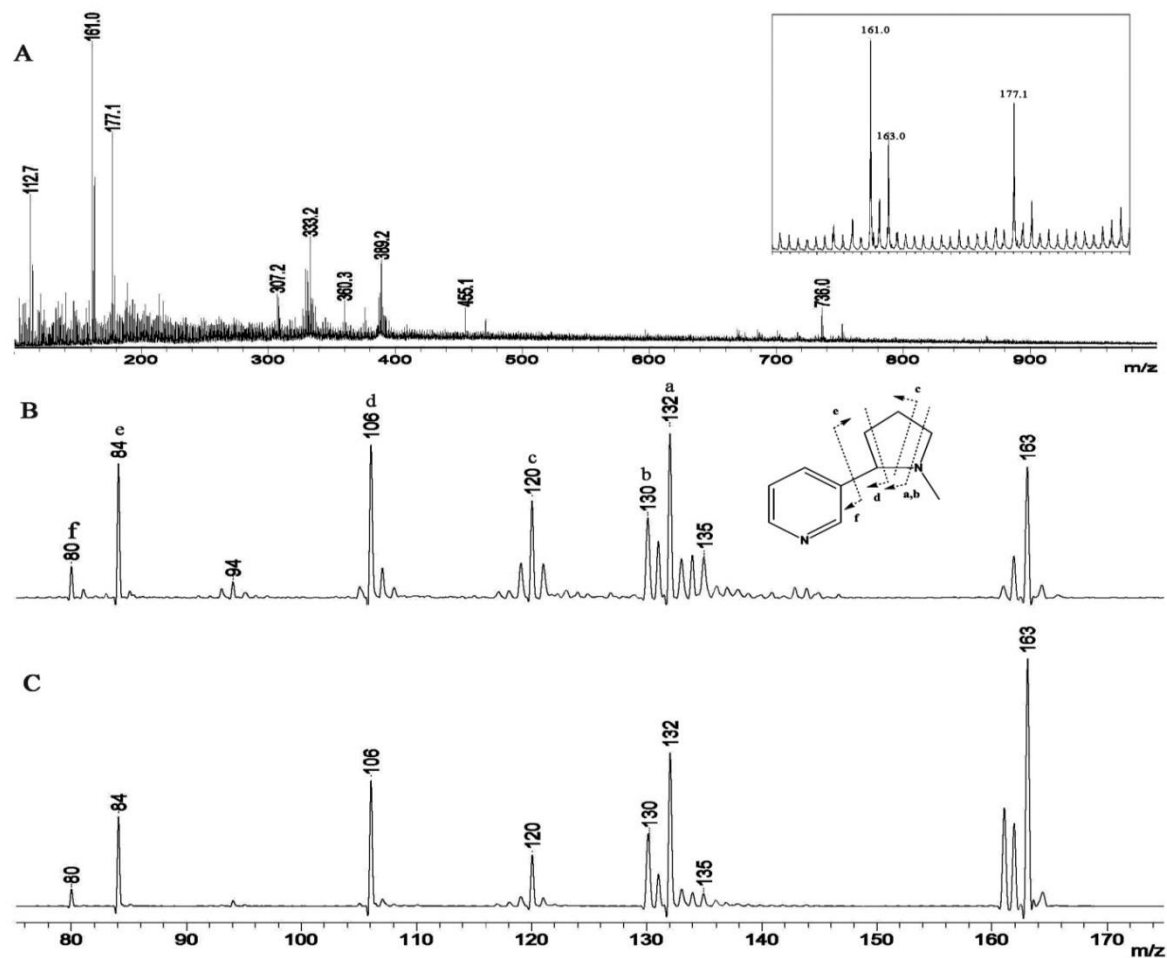 A
161.0
177.1
112.7
333.2
389.2
307.2
360.3
455.1
736.0
161.0
163.0
177.1
200 300 400 500 600 700 800 900 m/z
B
f 80
e 84
94
d 106
c 120
b 130
a 132
135
163
e
c
d
a,b
f
N
N
C
80
84
106
120
130
132
135
163
80 90 100 110 120 130 140 150 160 170 m/z